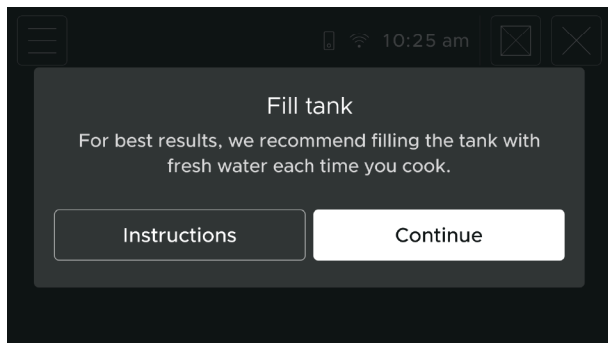 10:25 am
Fill tank
For best results, we recommend filling the tank with
fresh water each time you cook.
Instructions
Continue